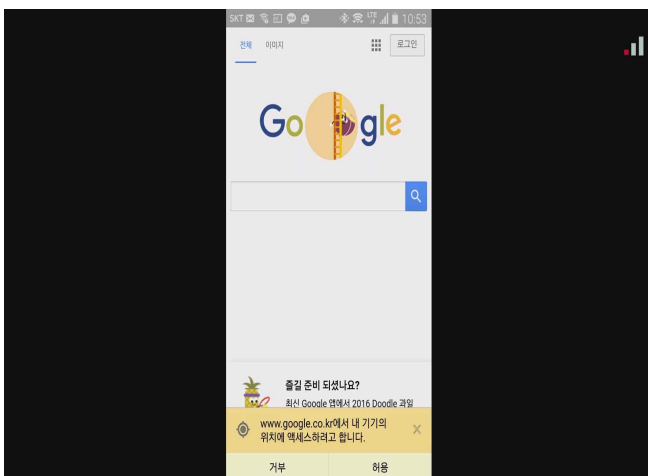 SKT LTE 10:53
전체 이미지 로그인
Google
즐길 준비 되셨나요?
최신 Google 앱에서 2016 Doodle 과일
www.google.co.kr에서 내 기기의
위치에 액세스하려고 합니다.
거부 허용